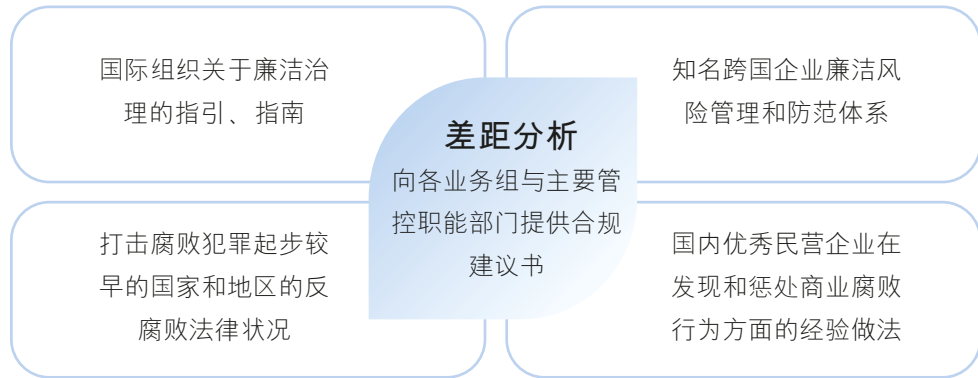 国际组织关于廉洁治
理的指引、指南
知名跨国企业廉洁风
险管理和防范体系
差距分析
向各业务组与主要管
控职能部门提供合规
建议书
打击腐败犯罪起步较
早的国家和地区的反
腐败法律状况
国内优秀民营企业在
发现和惩处商业腐败
行为方面的经验做法